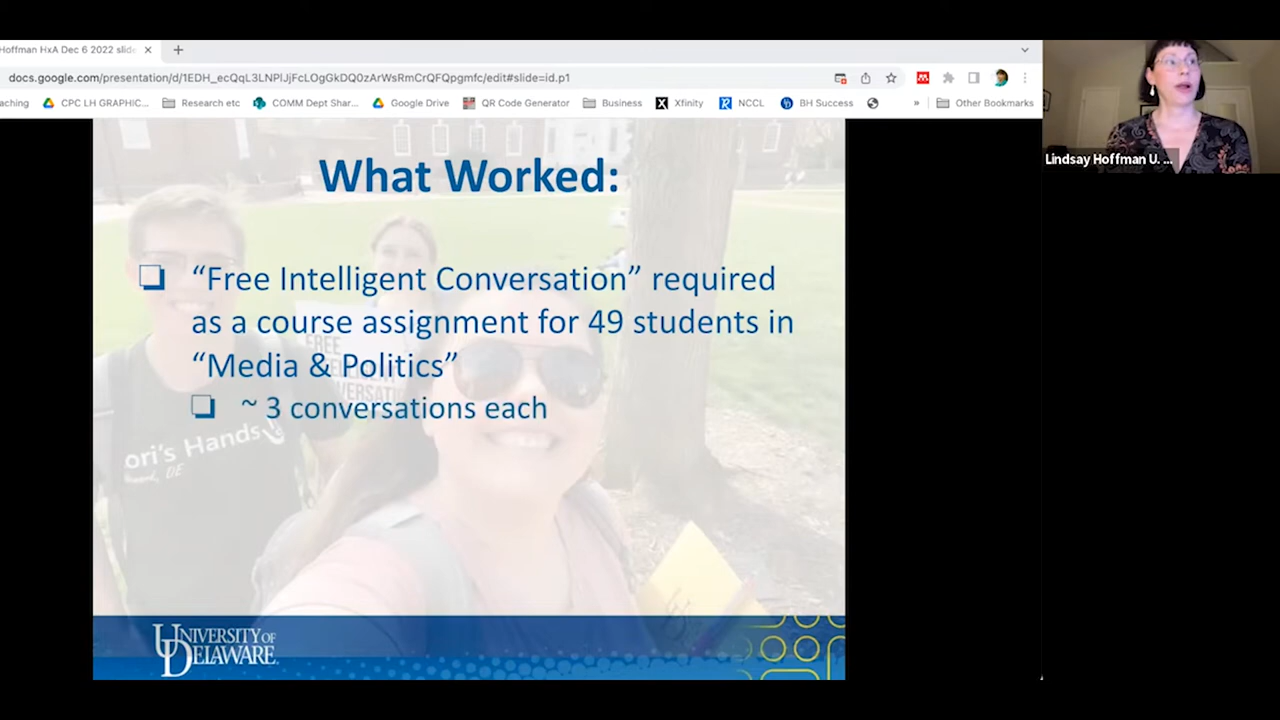 Hoffman HxA Dec 6 2022 slide
docs.google.com/presentation/d/1EDH_ecQqL3LNPIJjFcLOgGkDQ0zArWsRmCrQFQpgmfc/edit#slide=id.p1
aching
CPC LH GRAPHIC...
Research etc
COMM Dept Shar...
Google Drive
QR Code Generator
Business
Xfinity
NCCL
BH Success
»
Other Bookmarks
Lindsay Hoffman U. ...
What Worked:
“Free Intelligent Conversation” required
as a course assignment for 49 students in
“Media & Politics”
~ 3 conversations each
FREE
ori's Hands
UNIVERSITY OF
DELAWARE